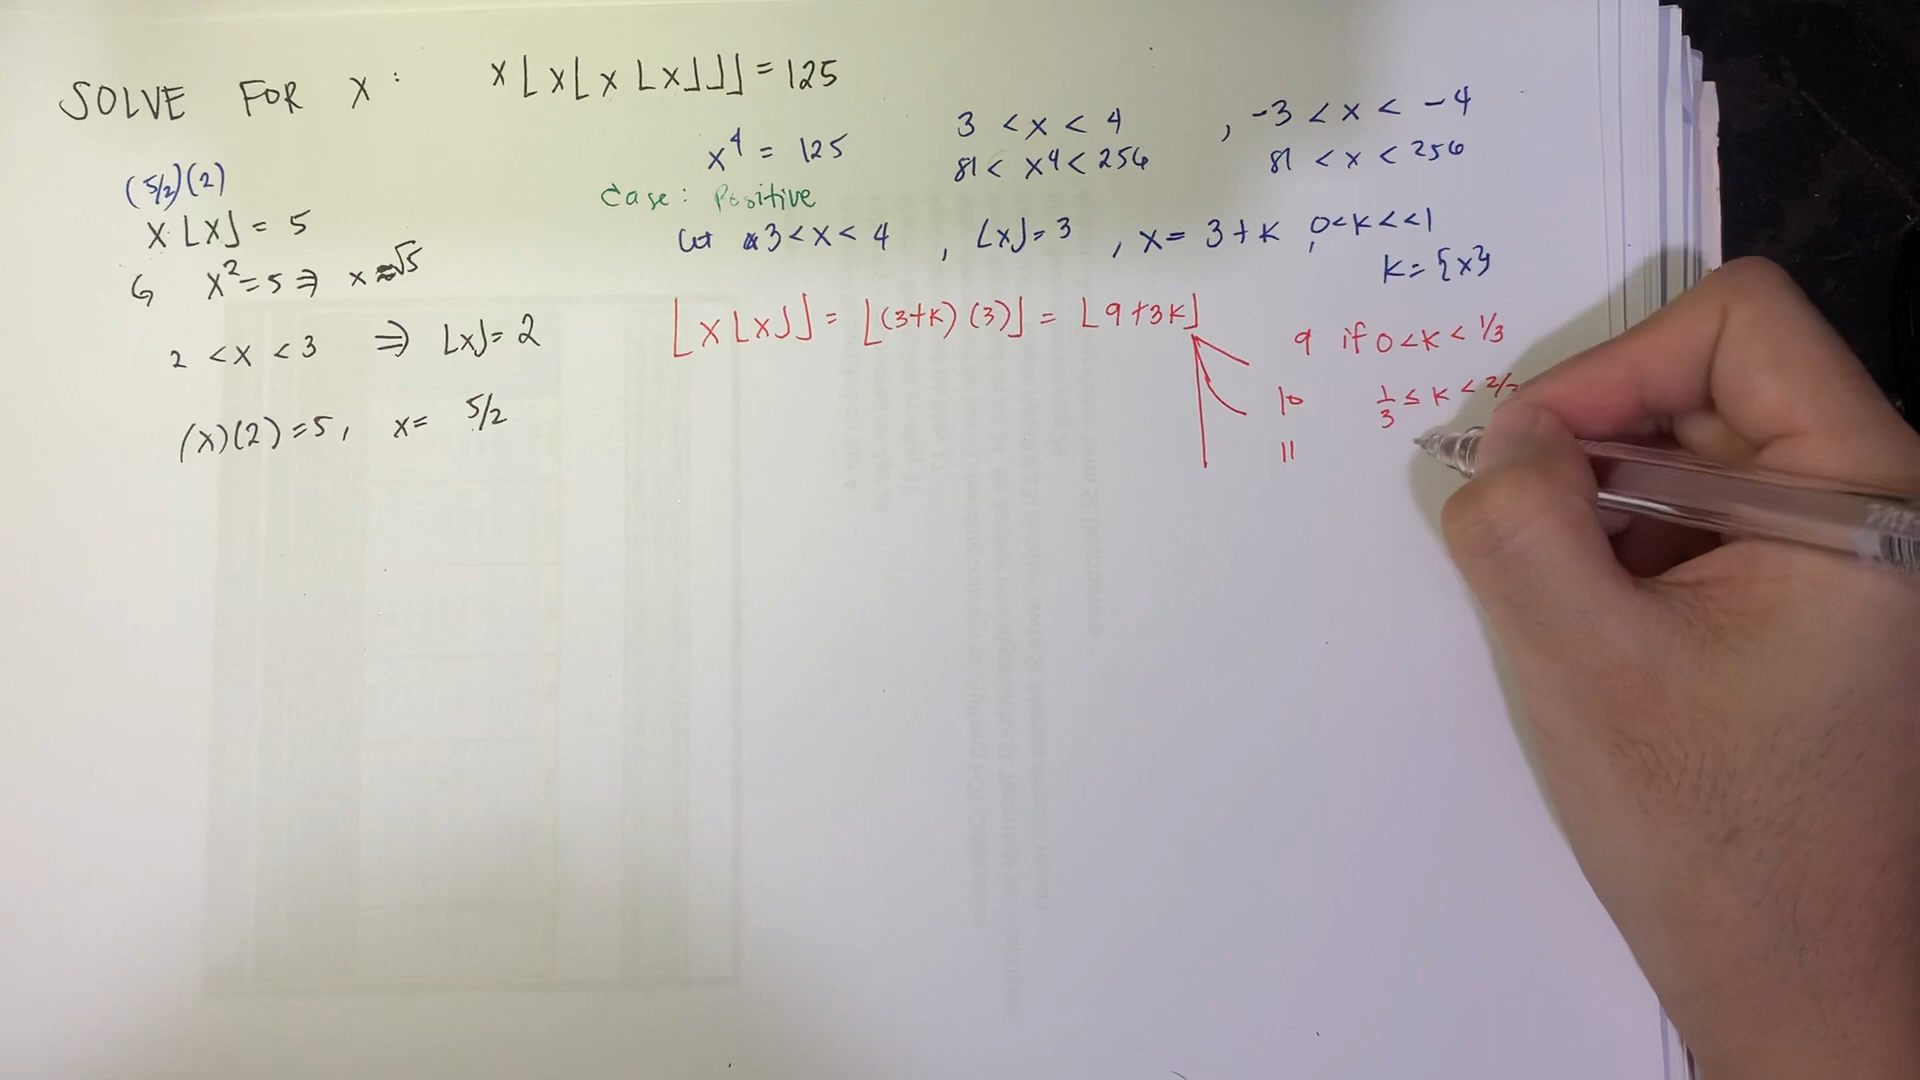 SOLVE FOR X : X⌊X⌊X⌊X⌋⌋⌋ = 125
x⁴ = 125
3 < x < 4 , -3 < x < -4
81 < x⁴ < 256 81 < x < 256
(5/2)(2)
X⌊X⌋ = 5
x² = 5 ⇒ x = √5
2 < x < 3 ⇒ ⌊x⌋ = 2
(x)(2) = 5, x = 5/2
Case: Positive
Let 3 < x < 4 , ⌊x⌋ = 3 , x = 3 + k , 0 < k < < 1
k = {x}
⌊X⌊X⌋⌋ = ⌊(3+k)(3)⌋ = ⌊9+3k⌋
9 if 0 < k < 1/3
10 1/3 ≤ k < 2/3
11